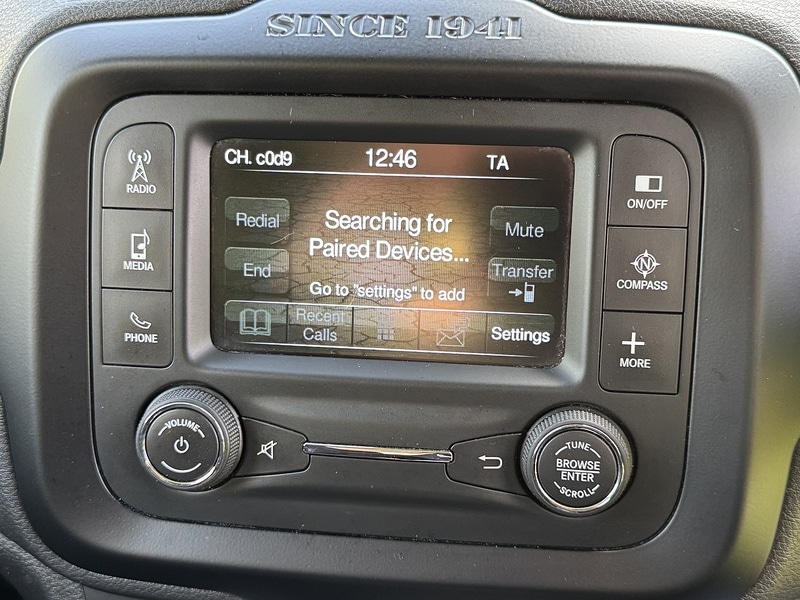 SINCE 1941
CH. c0d9 12:46 TA
Redial
Searching for
Paired Devices...
Mute
End
Transfer
Go to "settings" to add
Recent
Calls
Settings
RADIO
MEDIA
PHONE
ON/OFF
N
COMPASS
MORE
VOLUME
TUNE
BROWSE
ENTER
SCROLL